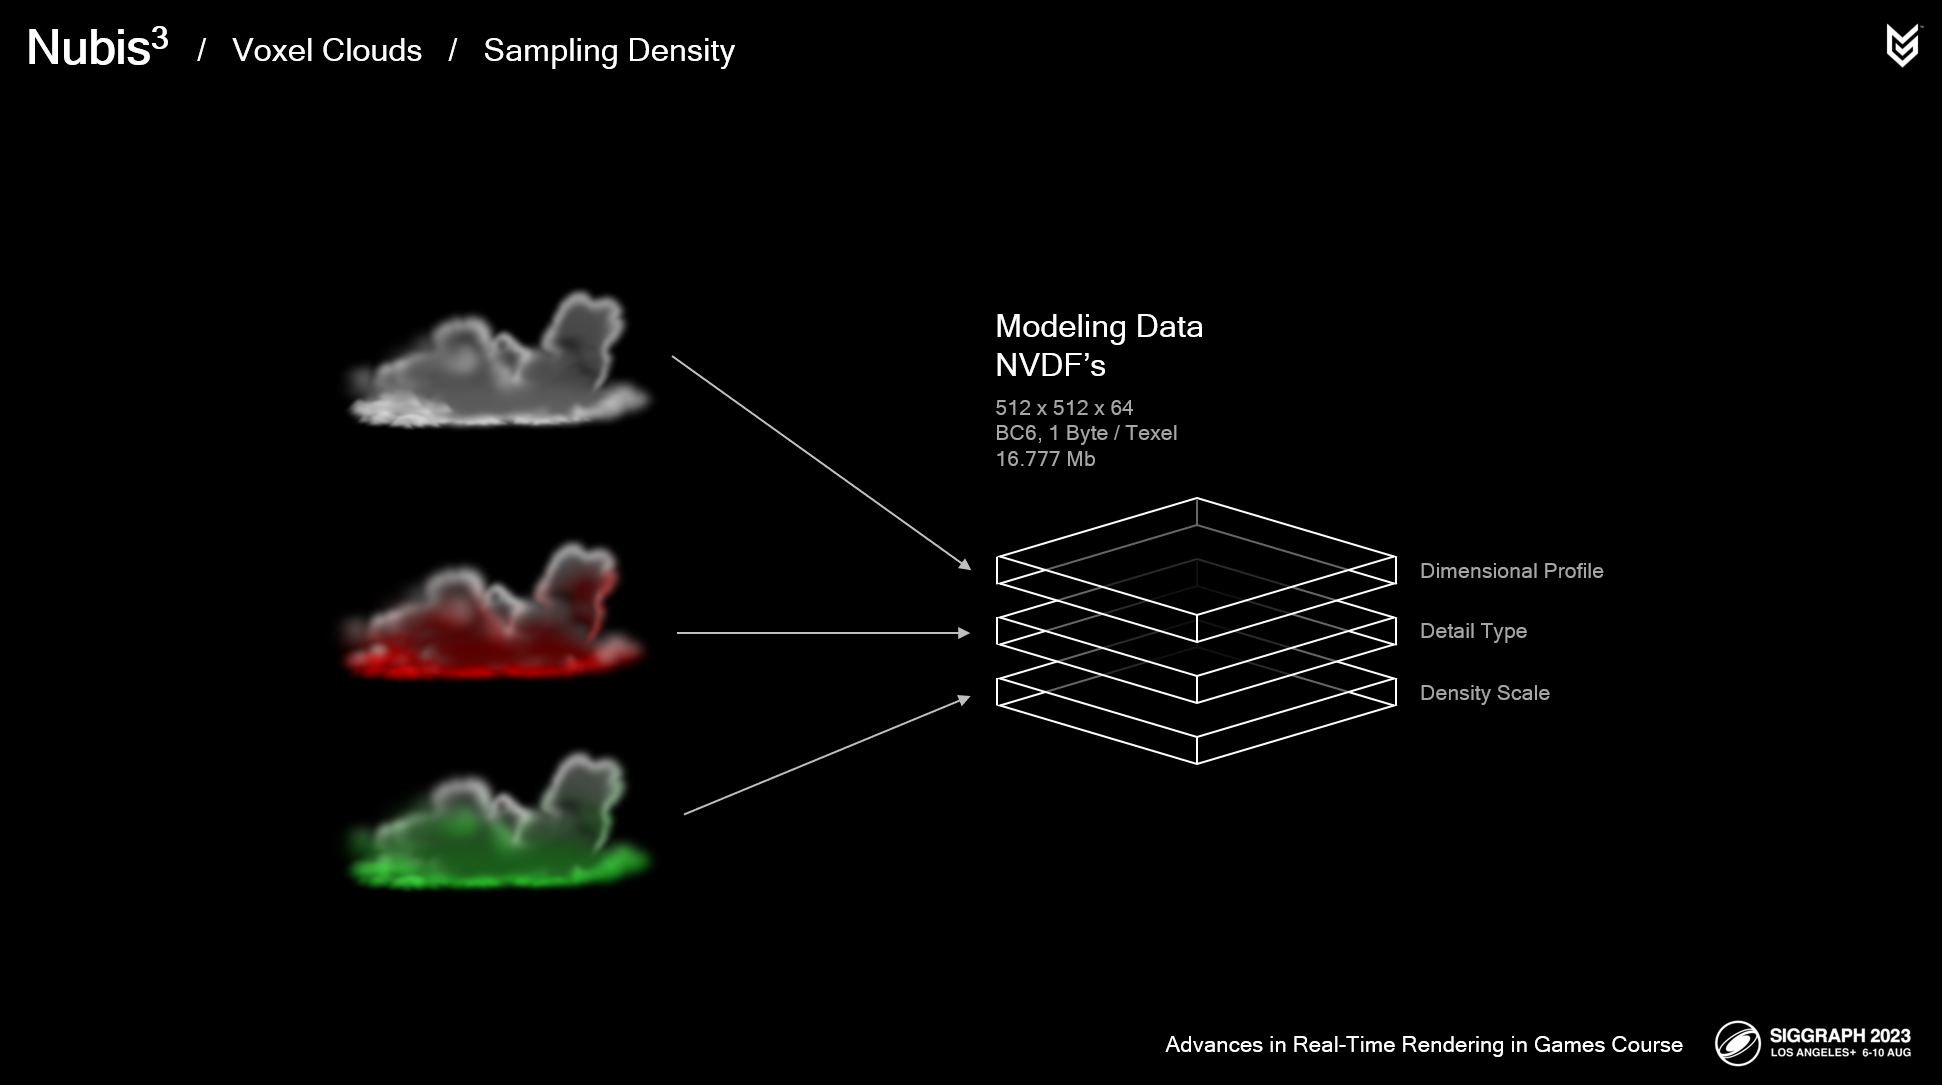 Nubis³ / Voxel Clouds / Sampling Density
Modeling Data
NVDF’s
512 x 512 x 64
BC6, 1 Byte / Texel
16.777 Mb
Dimensional Profile
Detail Type
Density Scale
Advances in Real-Time Rendering in Games Course
SIGGRAPH 2023
LOS ANGELES+ 6-10 AUG